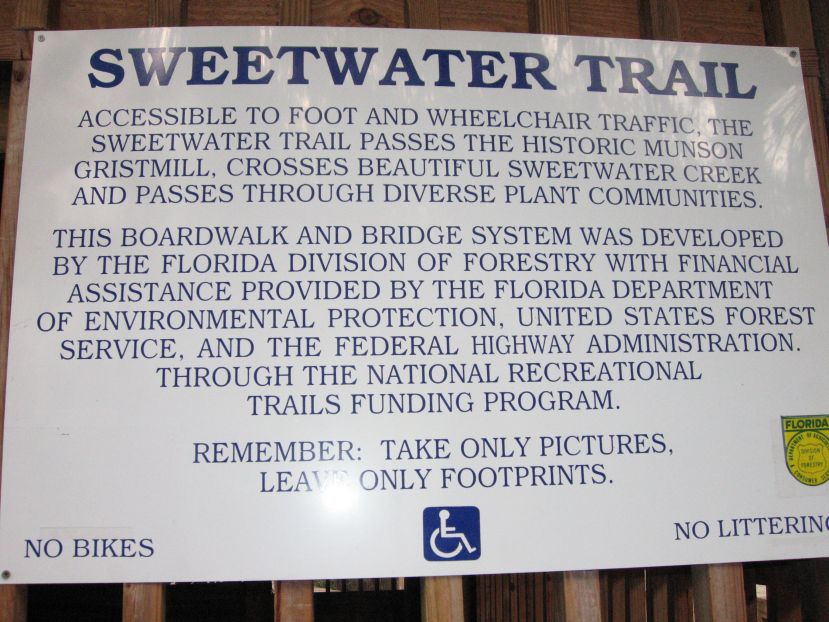 SWEETWATER TRAIL
ACCESSIBLE TO FOOT AND WHEELCHAIR TRAFFIC, THE
SWEETWATER TRAIL PASSES THE HISTORIC MUNSON
GRISTMILL, CROSSES BEAUTIFUL SWEETWATER CREEK
AND PASSES THROUGH DIVERSE PLANT COMMUNITIES.
THIS BOARDWALK AND BRIDGE SYSTEM WAS DEVELOPED
BY THE FLORIDA DIVISION OF FORESTRY WITH FINANCIAL
ASSISTANCE PROVIDED BY THE FLORIDA DEPARTMENT
OF ENVIRONMENTAL PROTECTION, UNITED STATES FOREST
SERVICE, AND THE FEDERAL HIGHWAY ADMINISTRATION.
THROUGH THE NATIONAL RECREATIONAL
TRAILS FUNDING PROGRAM.
REMEMBER: TAKE ONLY PICTURES,
LEAVE ONLY FOOTPRINTS.
FLORIDA
DIVISION
OF
FORESTRY
NO BIKES
NO LITTERING